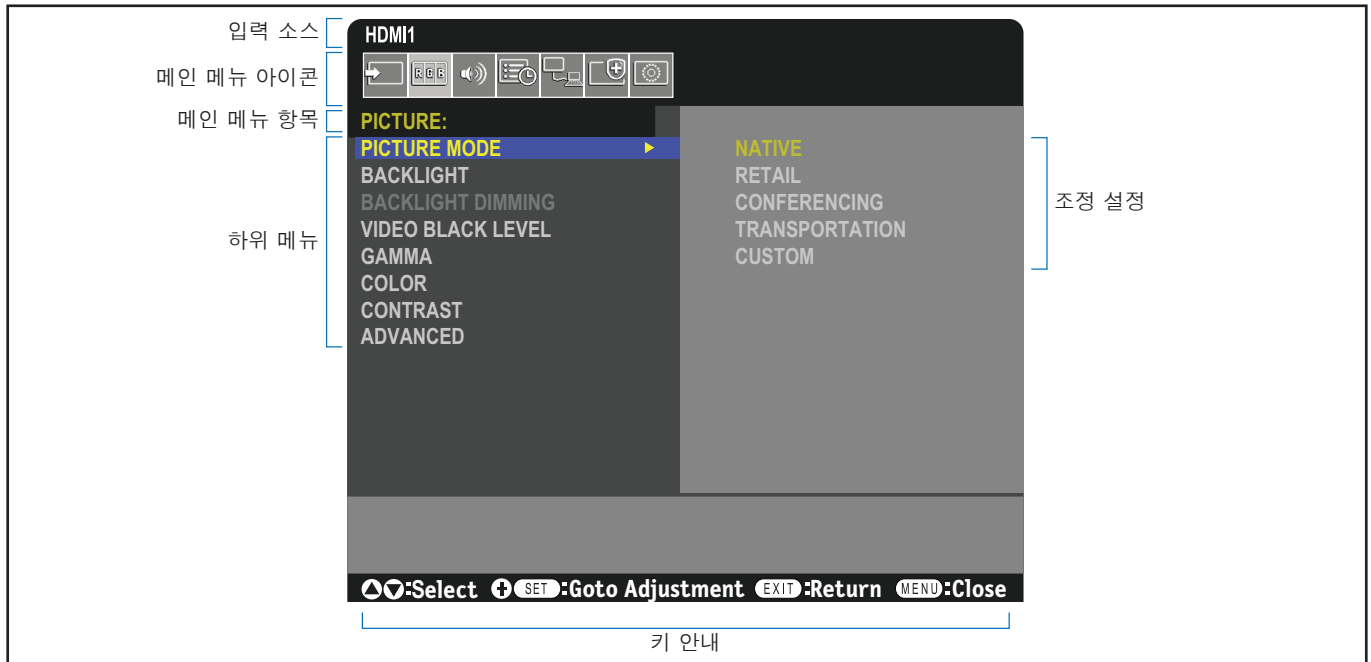 입력 소스
HDMI1
메인 메뉴 아이콘
RGB
메인 메뉴 항목
PICTURE:
하위 메뉴
PICTURE MODE
BACKLIGHT
BACKLIGHT DIMMING
VIDEO BLACK LEVEL
GAMMA
COLOR
CONTRAST
ADVANCED
NATIVE
RETAIL
CONFERENCING
TRANSPORTATION
CUSTOM
조정 설정
:Select SET:Goto Adjustment EXIT:Return MENU:Close
키 안내